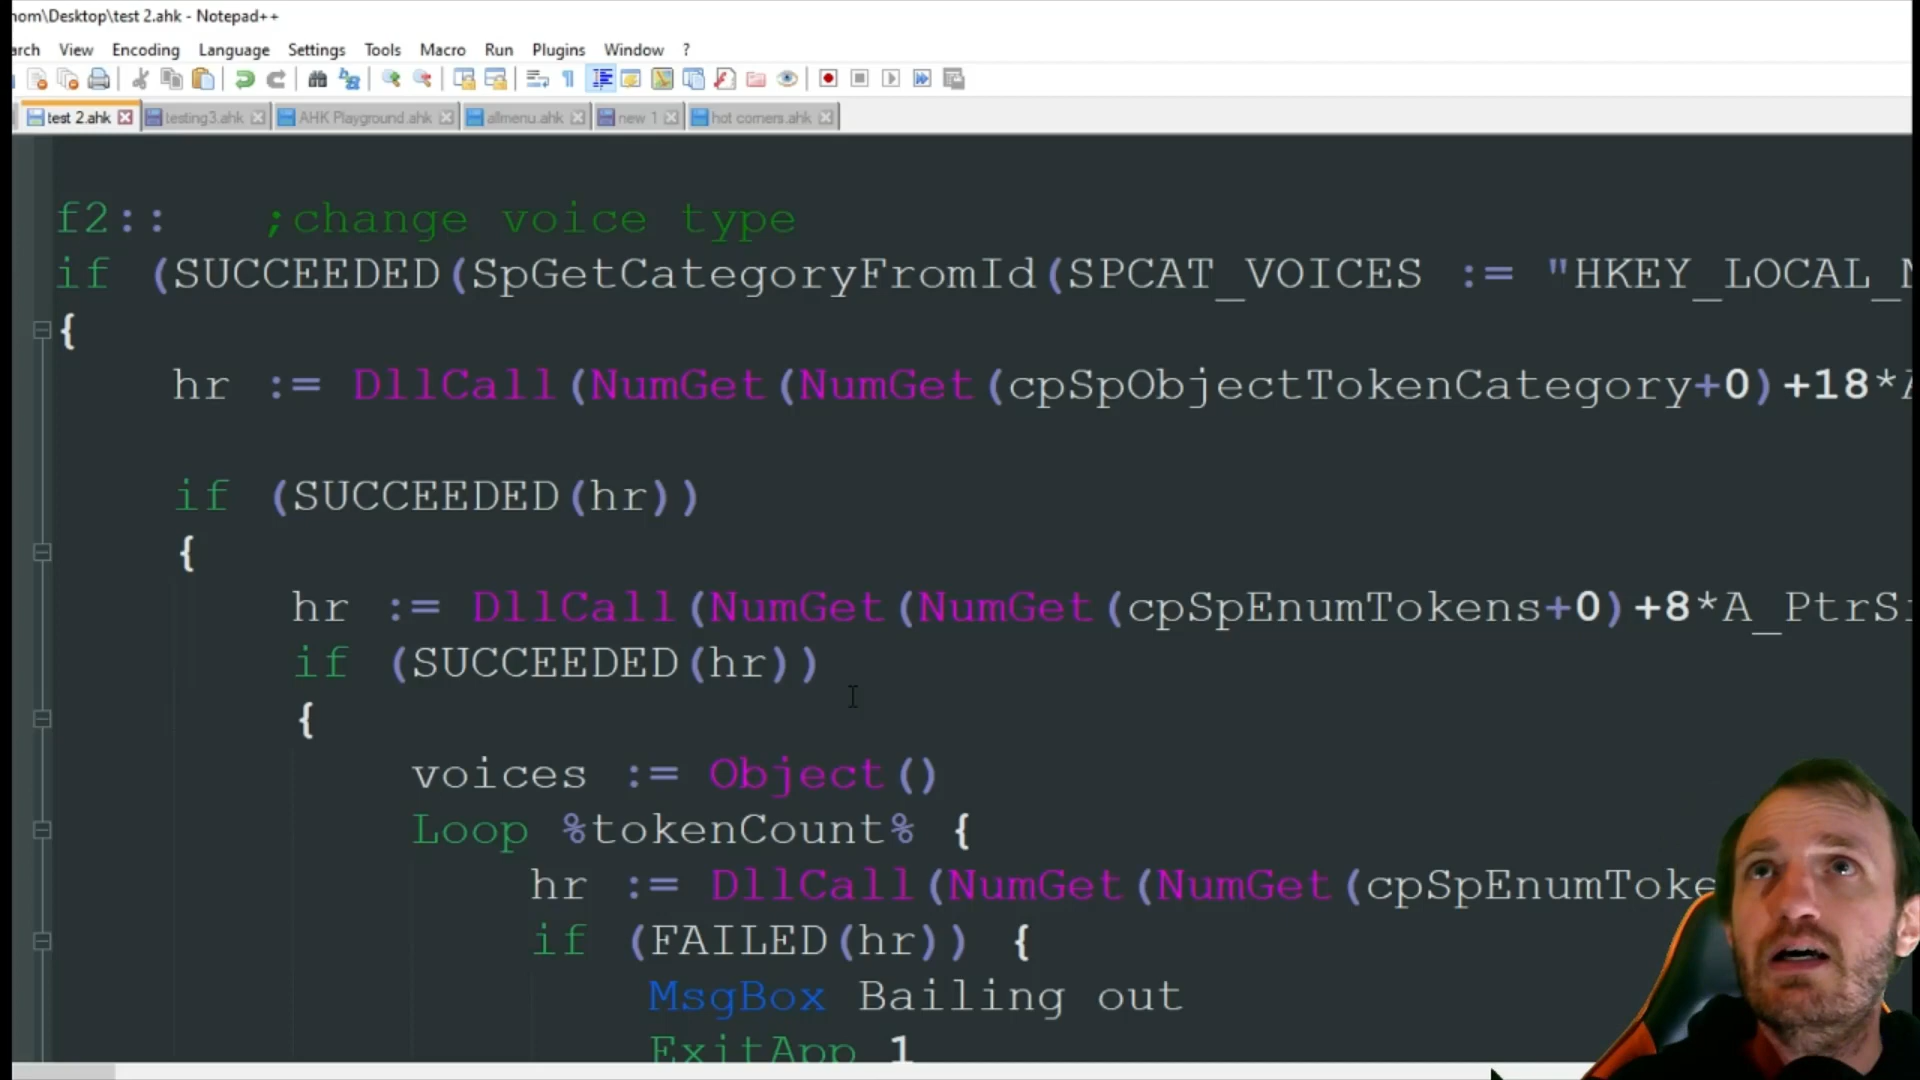 nom\Desktop\test 2.ahk - Notepad++
arch View Encoding Language Settings Tools Macro Run Plugins Window ?
test 2.ahk testing3.ahk AHK Playground.ahk allmenu.ahk new 1 hot corners.ahk
f2:: ;change voice type
if (SUCCEEDED(SpGetCategoryFromId(SPCAT_VOICES := "HKEY_LOCAL_
{
hr := DllCall(NumGet(NumGet(cpSpObjectTokenCategory+0)+18*A
if (SUCCEEDED(hr))
{
hr := DllCall(NumGet(NumGet(cpSpEnumTokens+0)+8*A_PtrSi
if (SUCCEEDED(hr))
{
voices := Object()
Loop %tokenCount% {
hr := DllCall(NumGet(NumGet(cpSpEnumToke
if (FAILED(hr)) {
MsgBox Bailing out
ExitApp 1